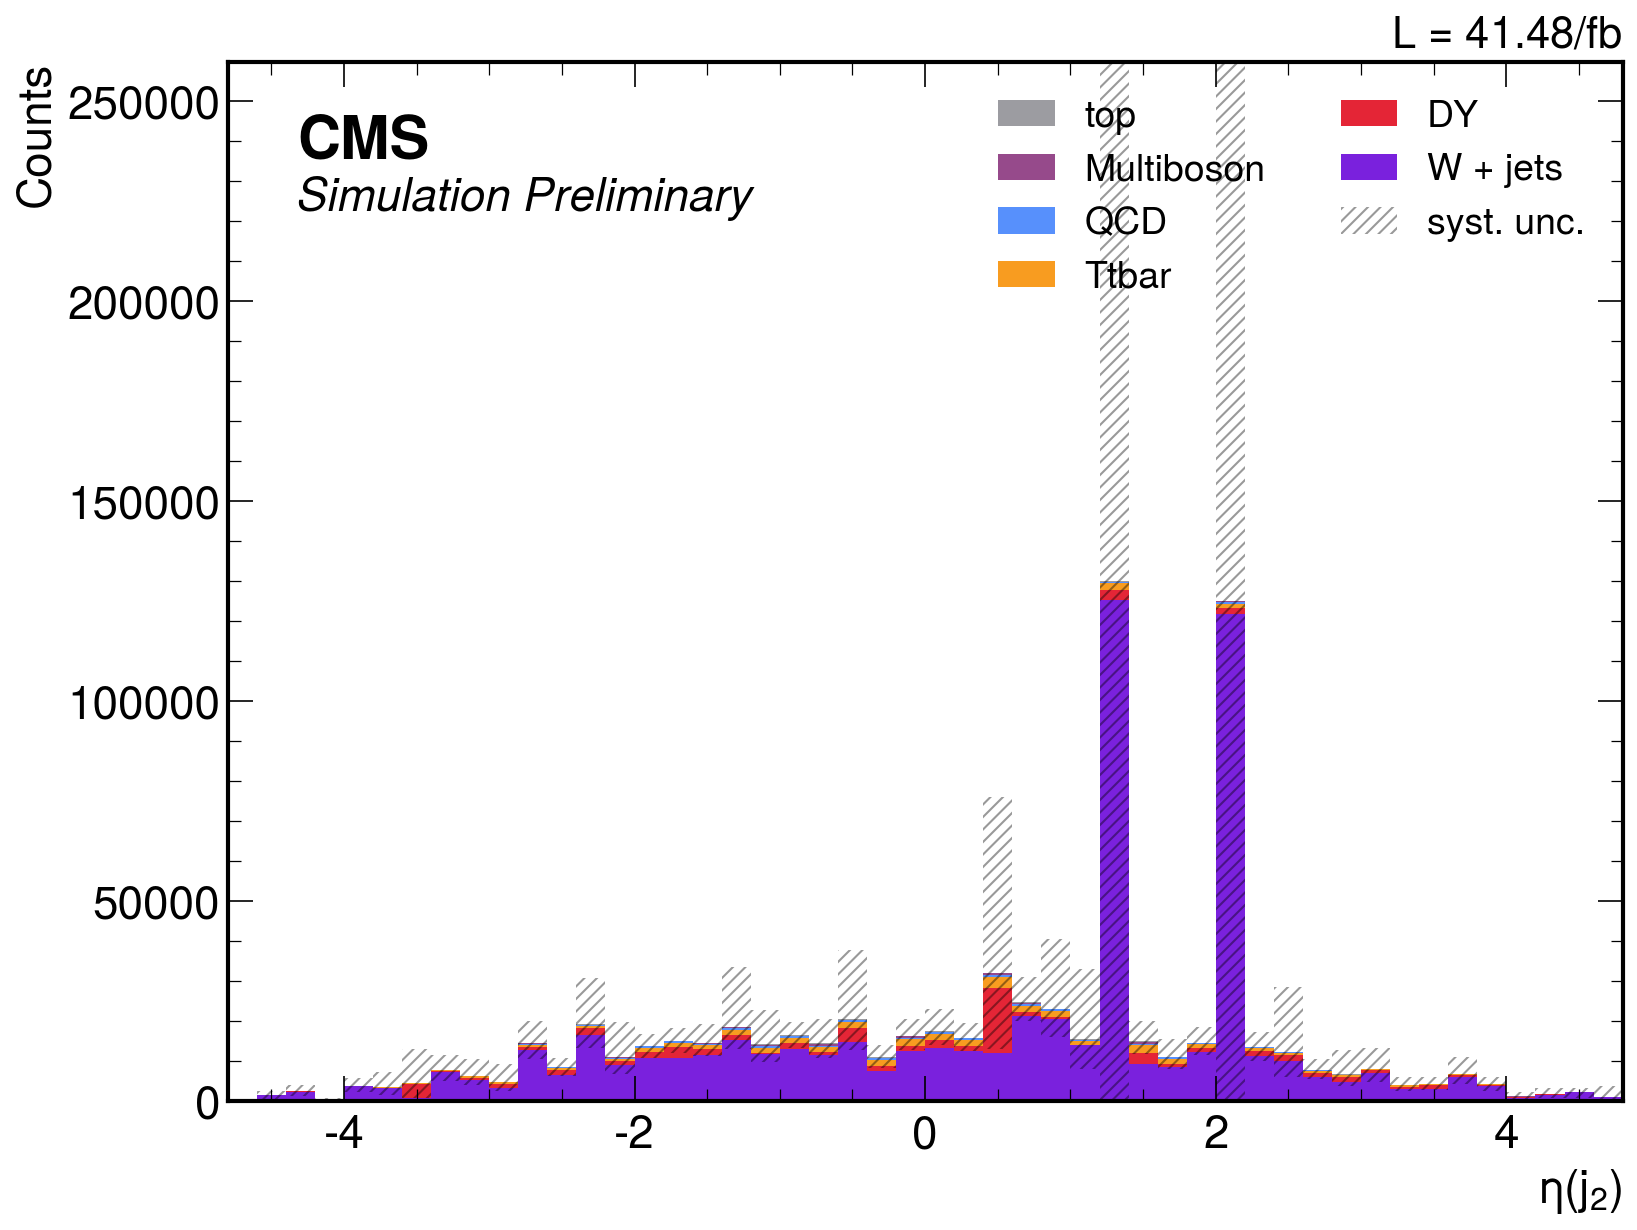 L = 41.48/fb
Counts
CMS
Simulation Preliminary
top
Multiboson
QCD
Ttbar
DY
W + jets
syst. unc.
250000
200000
150000
100000
50000
0
-4
-2
0
2
4
η(j₂)